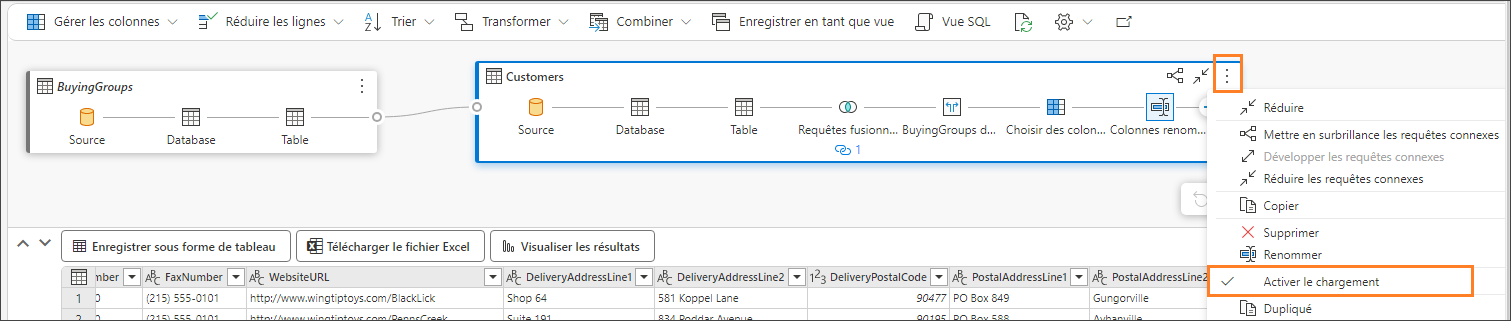 Gérer les colonnes Réduire les lignes Trier Transformer Combiner Enregistrer en tant que vue Vue SQL
BuyingGroups
Source Database Table
Customers
Source Database Table Requêtes fusionn... BuyingGroups d... Choisir des colon... Colonnes renom...
1
Réduire
Mettre en surbrillance les requêtes connexes
Développer les requêtes connexes
Réduire les requêtes connexes
Copier
Supprimer
Renommer
Activer le chargement
Dupliqué
Enregistrer sous forme de tableau Télécharger le fichier Excel Visualiser les résultats
mber FaxNumber WebsiteURL DeliveryAddressLine1 DeliveryAddressLine2 DeliveryPostalCode PostalAddressLine1 PostalAddressLine2
1 0 (215) 555-0101 http://www.wingtiptoys.com/BlackLick Shop 64 581 Koppel Lane 90477 PO Box 849 Gungorville
2 0 (215) 555-0101 http://www.wingtiptoys.com/PennsCreek Suite 191 834 Poddar Avenue 90195 PO Box 588